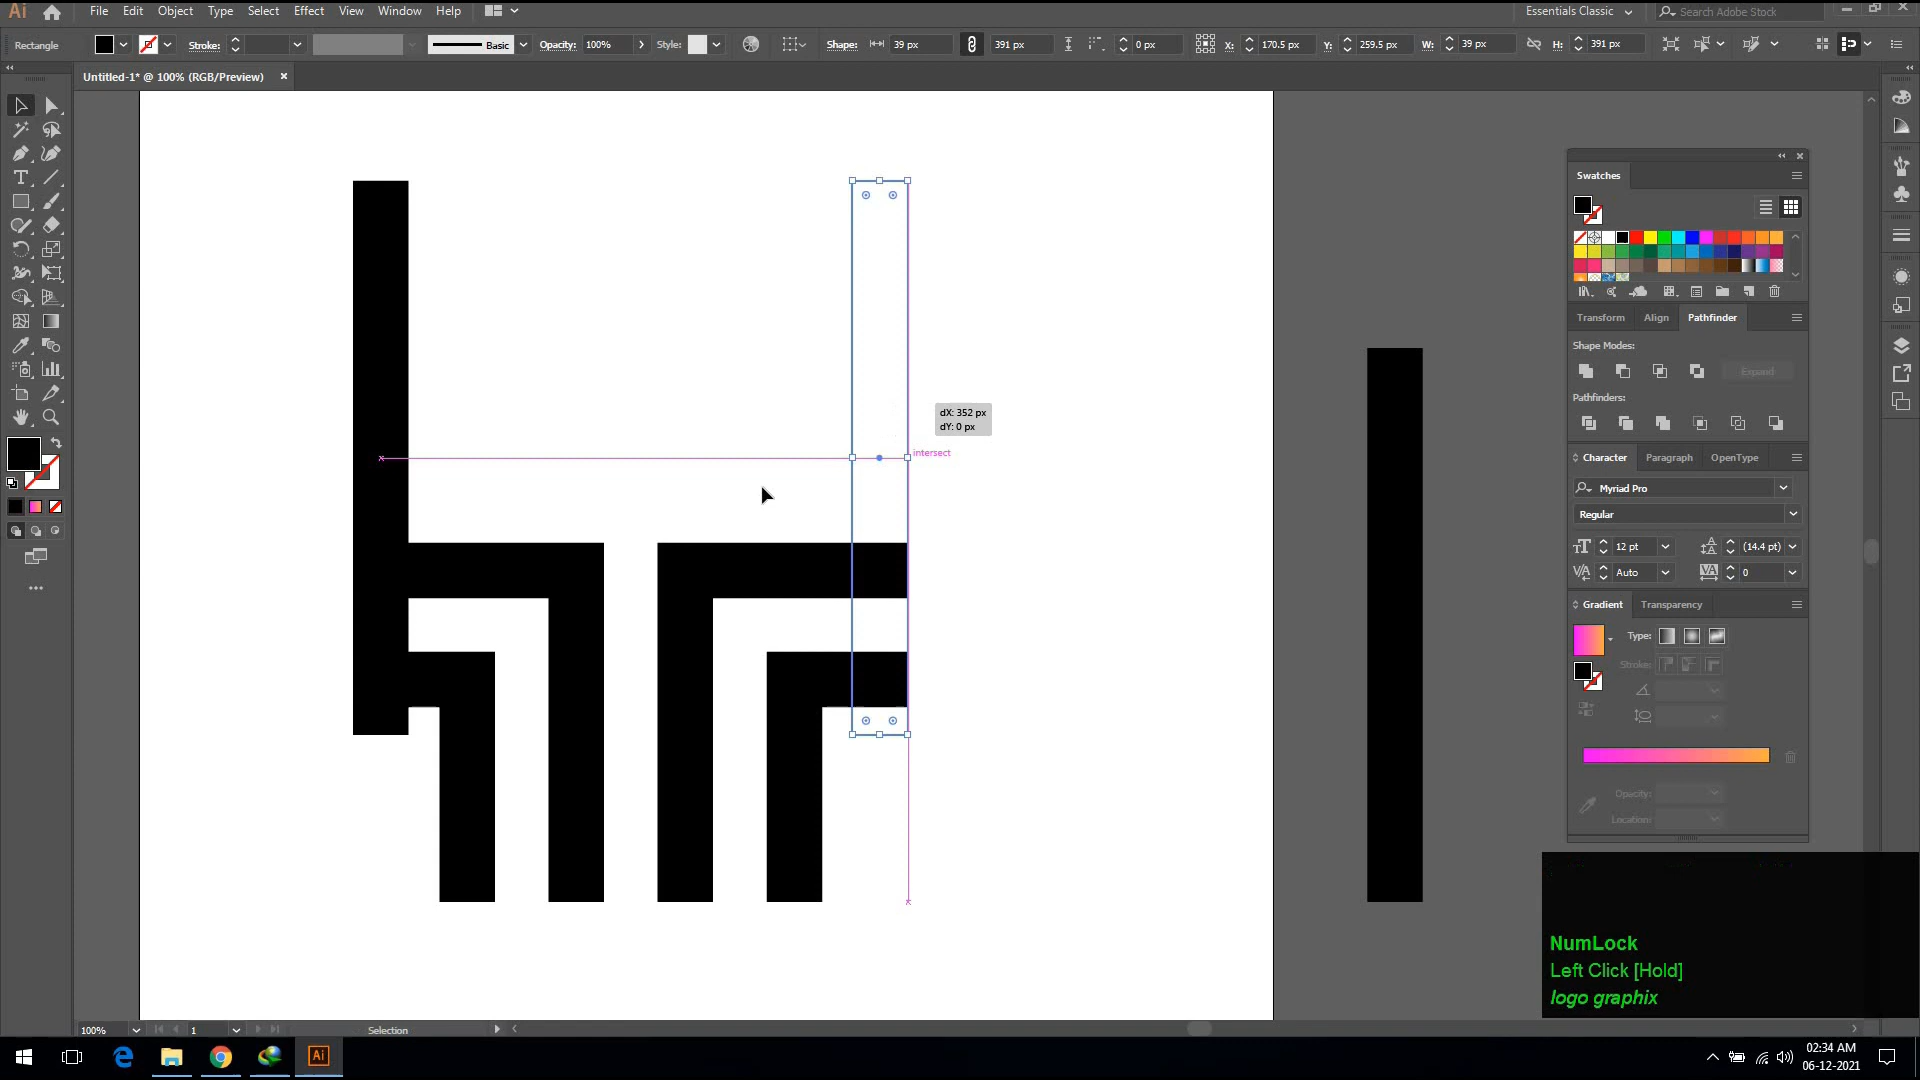 Ai
File Edit Object Type Select Effect View Window Help
Essentials Classic
Search Adobe Stock
Rectangle
Stroke:
Basic
Opacity: 100%
Style:
Shape: 39 px
391 px
0 px
X: 170.5 px
Y: 259.5 px
W: 39 px
H: 391 px
Untitled-1* @ 100% (RGB/Preview)
dX: 352 px
dY: 0 px
intersect
Swatches
Transform Align Pathfinder
Shape Modes:
Expand
Pathfinders:
Character Paragraph OpenType
Myriad Pro
Regular
12 pt
(14.4 pt)
Auto
0
Gradient Transparency
Type:
Stroke:
Opacity:
Location:
NumLock
Left Click [Hold]
logo graphix
100%
1
Selection
Ai
02:34 AM
06-12-2021